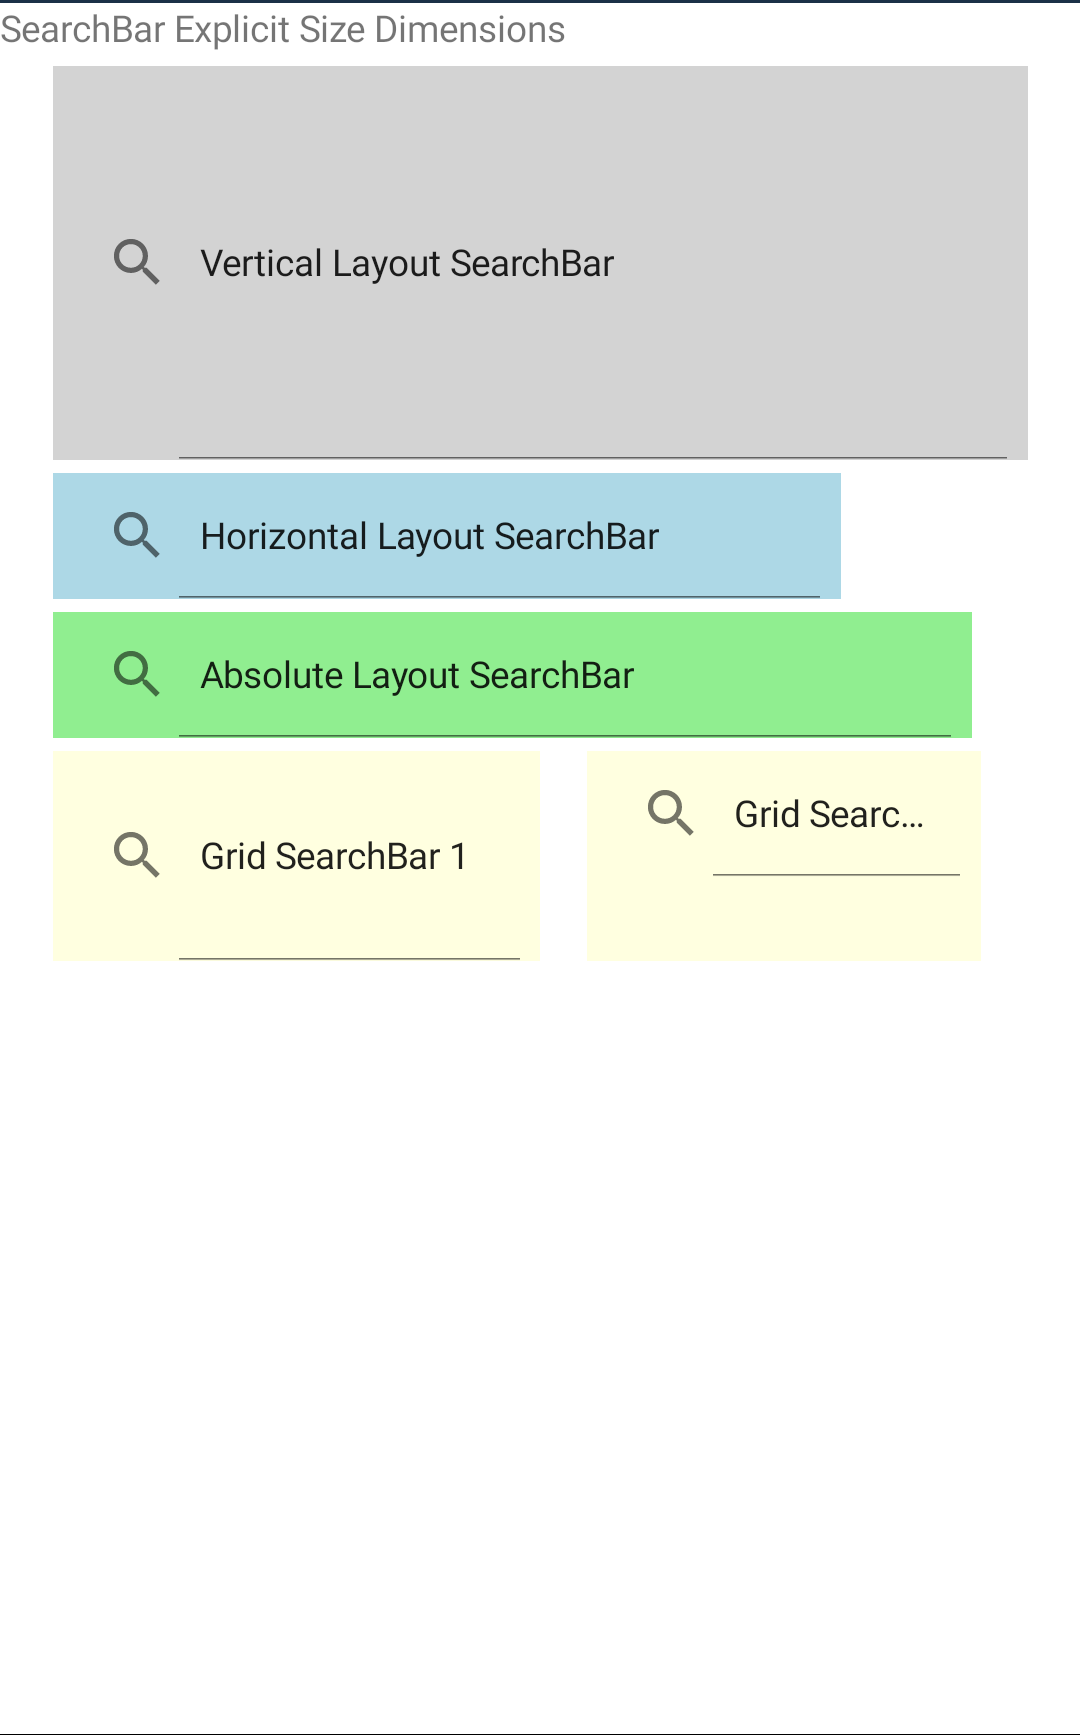 SearchBar Explicit Size Dimensions
Vertical Layout SearchBar
Horizontal Layout SearchBar
Absolute Layout SearchBar
Grid SearchBar 1
Grid Searc...